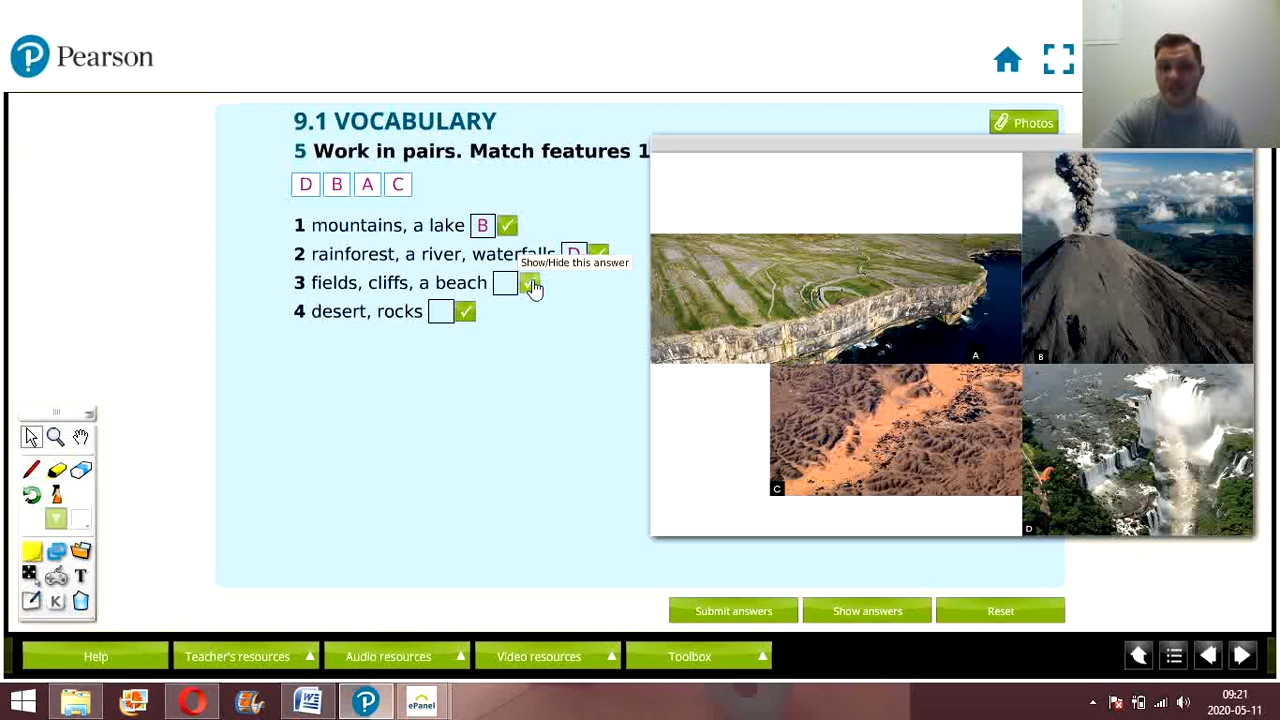 Pearson
9.1 VOCABULARY
Photos
5 Work in pairs. Match features 1
D B A C
1 mountains, a lake B
2 rainforest, a river, waterfalls D
Show/Hide this answer
3 fields, cliffs, a beach
4 desert, rocks
A
B
C
D
T
K
Submit answers Show answers Reset
Help Teacher's resources Audio resources Video resources Toolbox
W P ePanel
09:21
2020-05-11